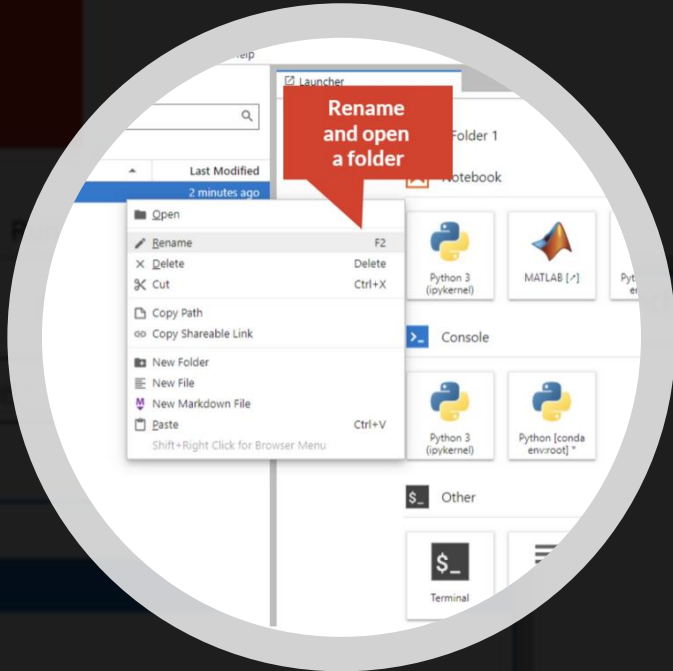 Launcher
Rename
and open
a folder
Folder 1
Last Modified
2 minutes ago
Notebook
Open
Rename F2
Delete Delete
Cut Ctrl+X
Copy Path
Copy Shareable Link
New Folder
New File
New Markdown File
Paste Ctrl+V
Shift+Right Click for Browser Menu
Python 3
(ipykernel)
MATLAB [↗]
Console
Python 3
(ipykernel)
Python [conda
env:root] *
$_ Other
$_
Terminal